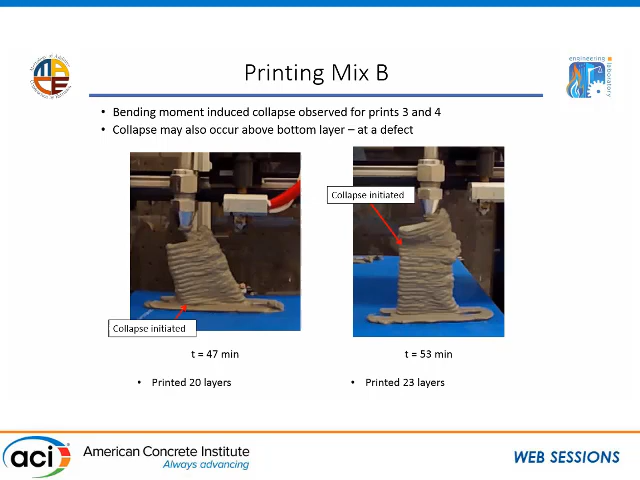 Printing Mix B
engineering
laboratory
• Bending moment induced collapse observed for prints 3 and 4
• Collapse may also occur above bottom layer – at a defect
Collapse initiated
Collapse initiated
t = 47 min
t = 53 min
• Printed 20 layers
• Printed 23 layers
aci
American Concrete Institute
Always advancing
WEB SESSIONS